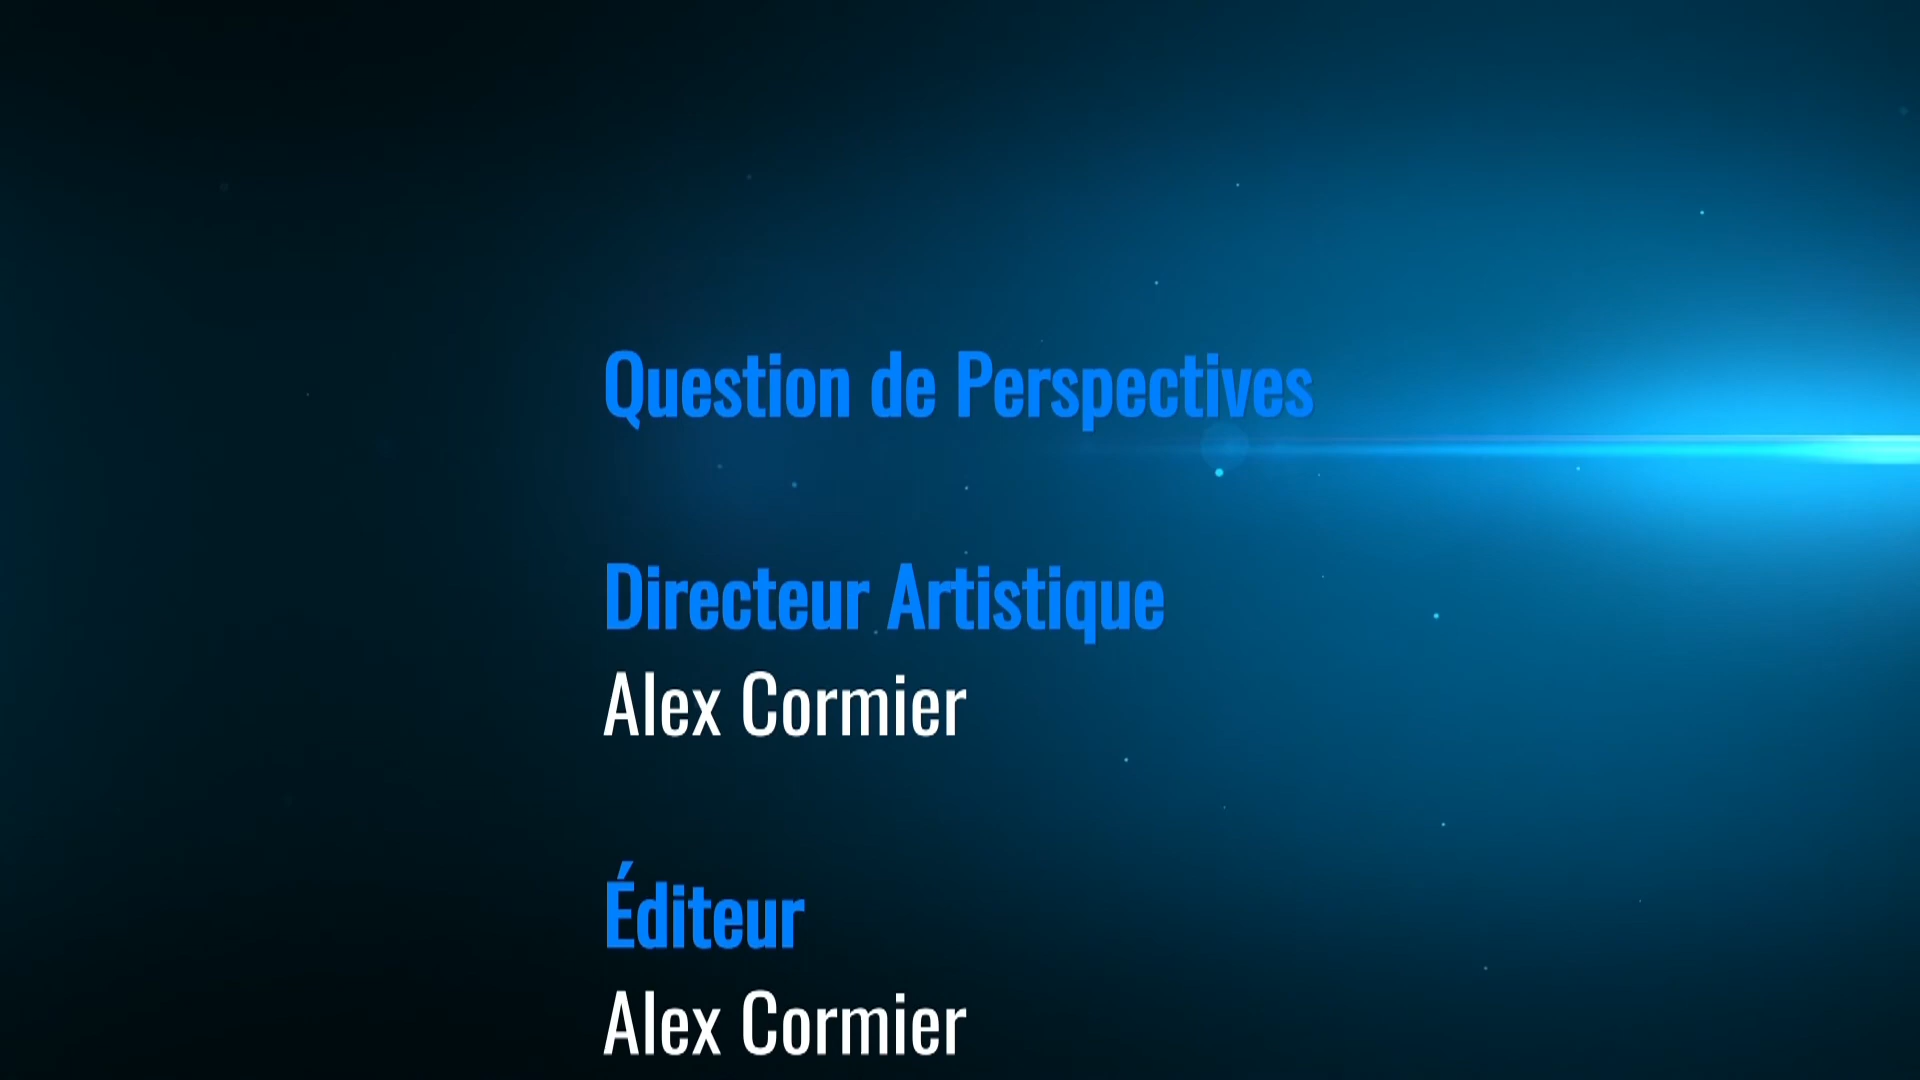 Question de Perspectives
Directeur Artistique
Alex Cormier
Éditeur
Alex Cormier